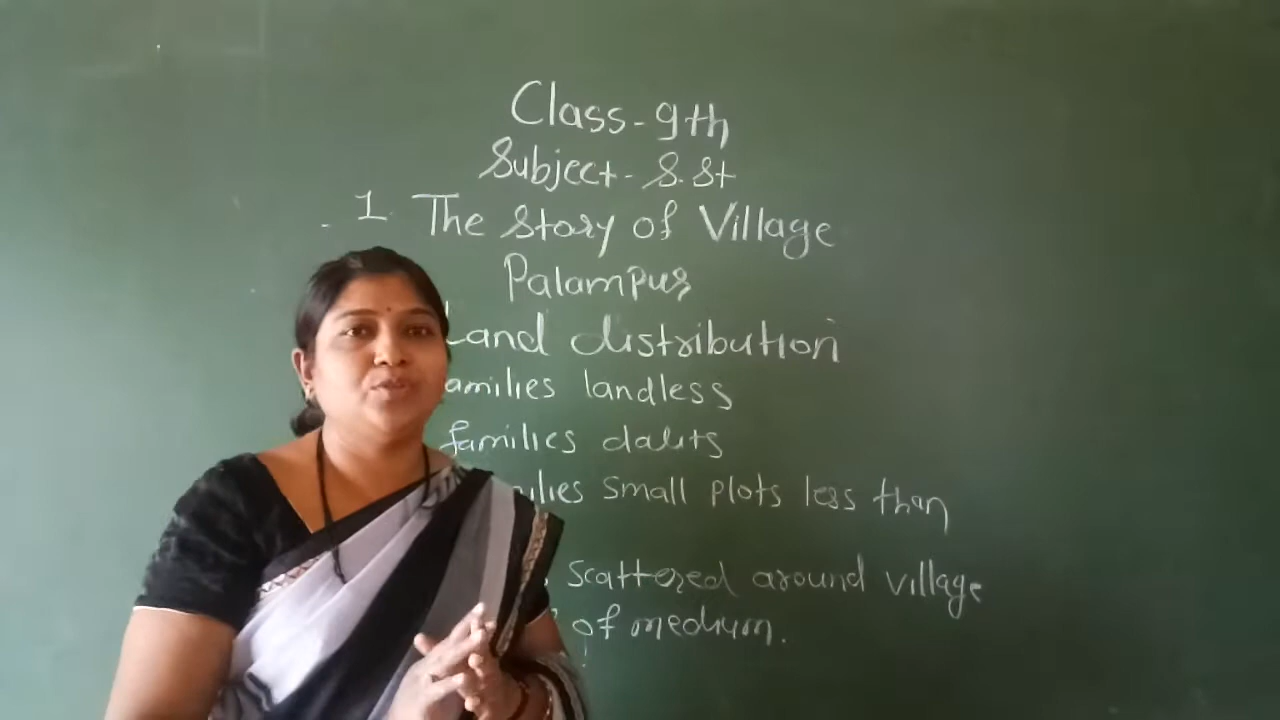 Class-9th
Subject-S.St
1. The Story of Village
Palampur
Land distribution
families landless
families dalits
small plots less than
scattered around village
of medium.